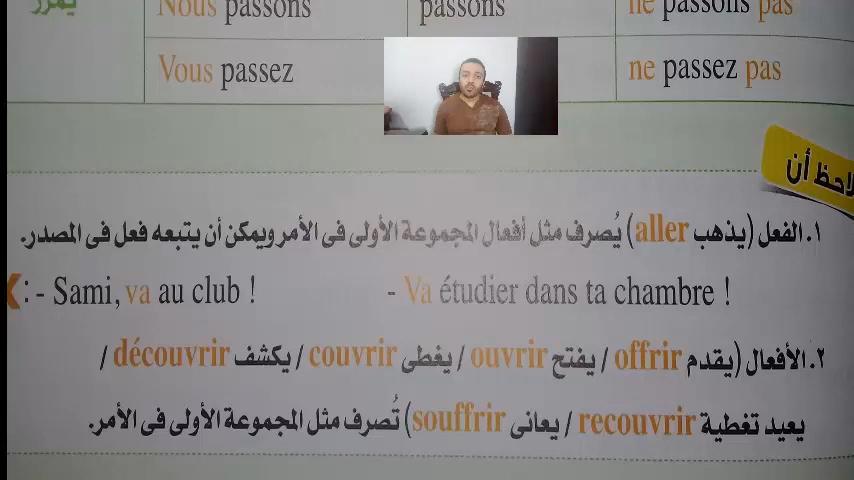 يمرر
Nous passons passons ne passons pas
Vous passez ne passez pas
لاحظ أن
١. الفعل (يذهب aller) يُصرف مثل أفعال المجموعة الأولى فى الأمر ويمكن أن يتبعه فعل فى المصدر.
: - Sami, va au club ! - Va étudier dans ta chambre !
٢. الأفعال (يقدم offrir / يفتح ouvrir / يغطى couvrir / يكشف découvrir /
يعيد تغطية recouvrir / يعانى souffrir) تُصرف مثل المجموعة الأولى فى الأمر.